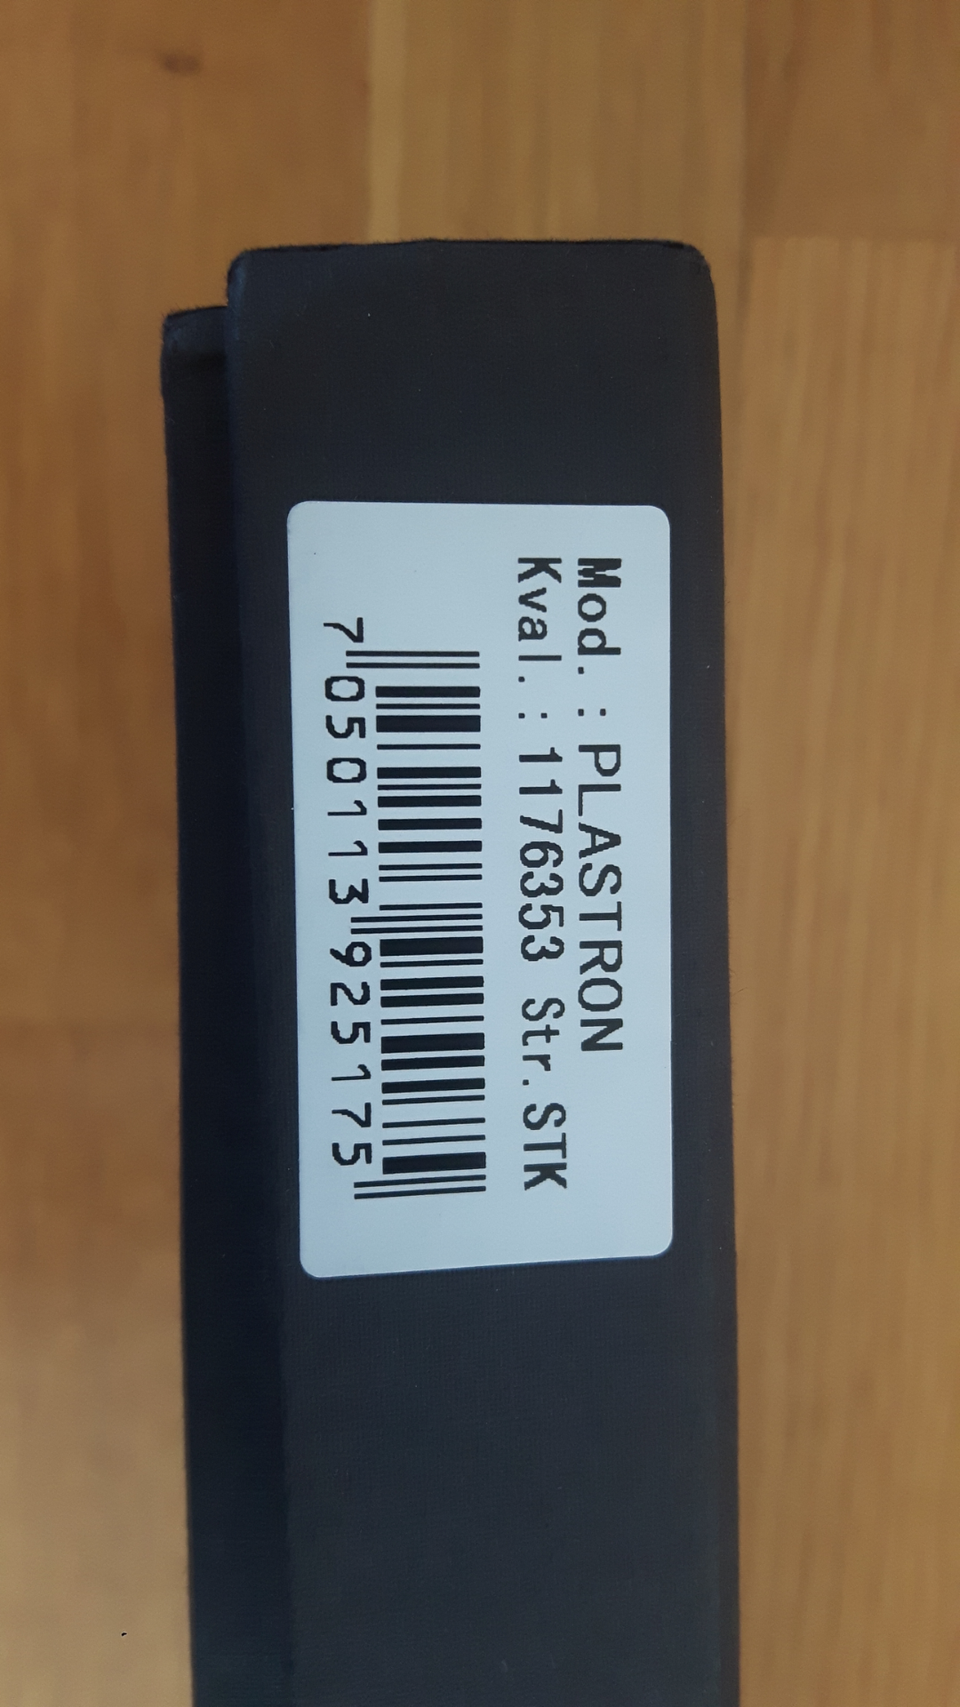 Mod. : PLASTRON
Kval. : 1176353 Str.STK
7 050113 925175